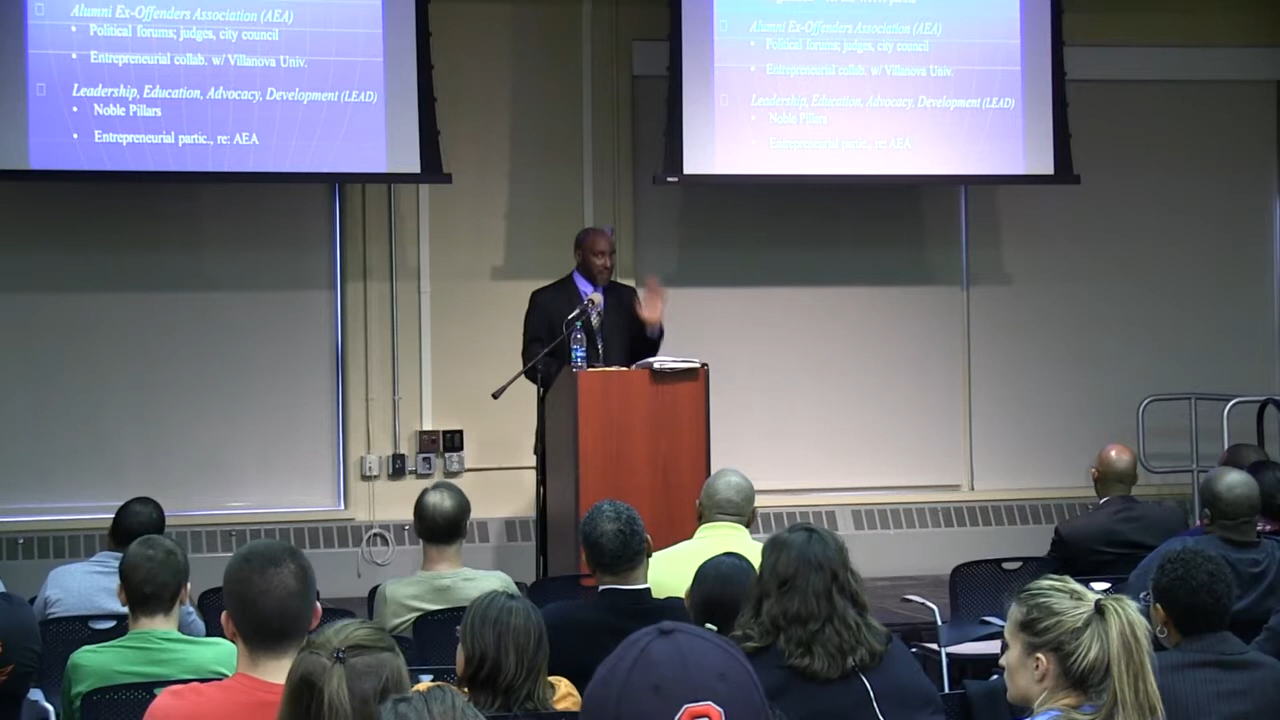 Alumni Ex-Offenders Association (AEA)
Political forums; judges, city council
Entrepreneurial collab. w/ Villanova Univ.
Leadership, Education, Advocacy, Development (LEAD)
Noble Pillars
Entrepreneurial partic., re: AEA
Alumni Ex-Offenders Association (AEA)
Political forums; judges, city council
Entrepreneurial collab. w/ Villanova Univ.
Leadership, Education, Advocacy, Development (LEAD)
Noble Pillars
Entrepreneurial partic., re: AEA